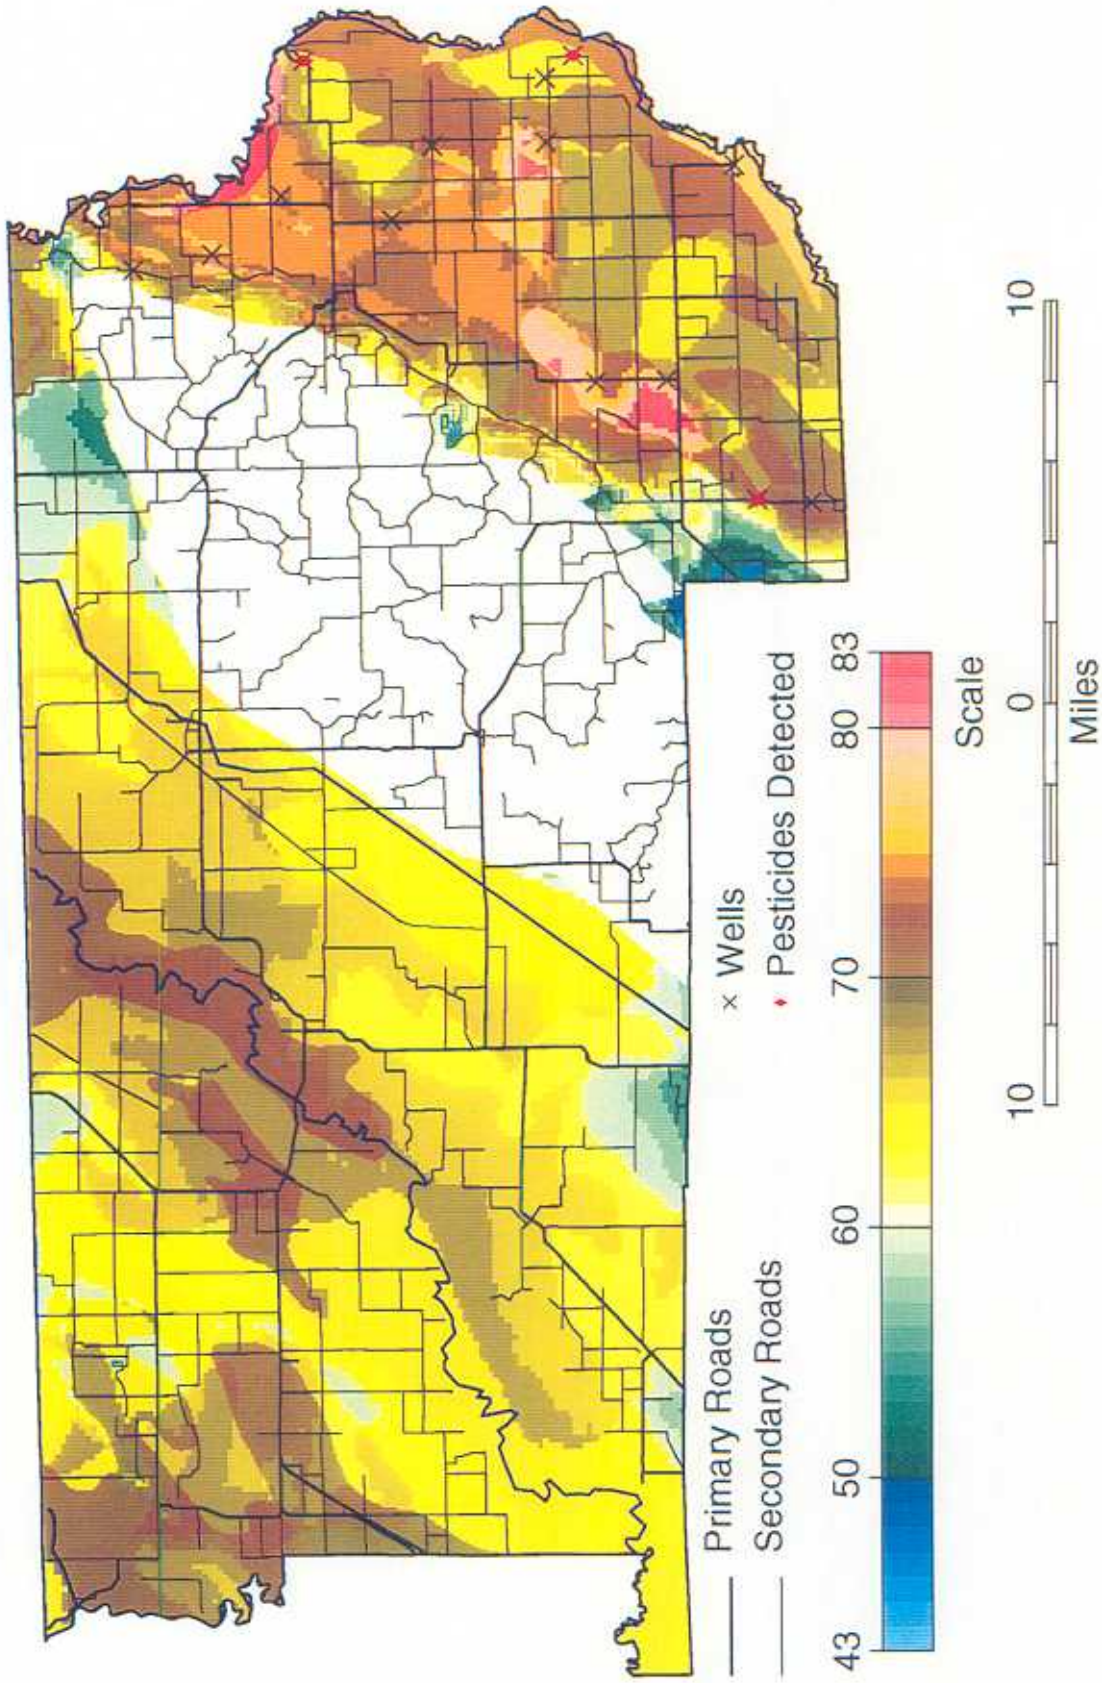 Primary Roads
Secondary Roads
× Wells
Pesticides Detected
43 50 60 70 80 83
Scale
10 0 10
Miles